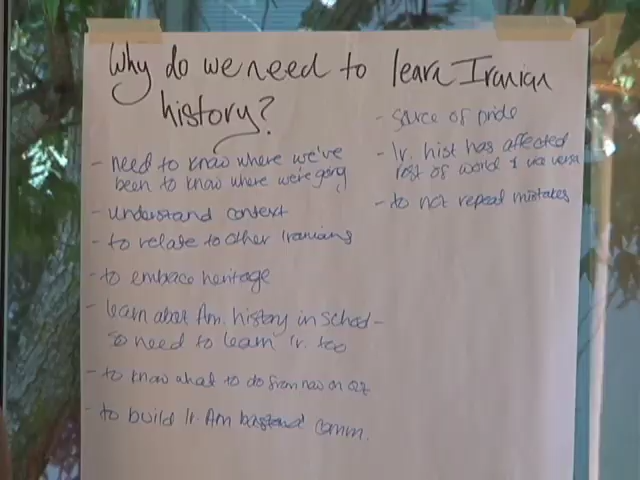 Why do we need to learn Iranian
history?
- need to know where we've
been to know where we're going
- understand context
- to relate to other Iranians
- to embrace heritage
- learn about Am. history in school -
so need to learn Ir. too
- to know what to do from now on
- to build Ir. Am comm.
- source of pride
- Ir. hist has affected
rest of world & vice versa
- to not repeat mistakes